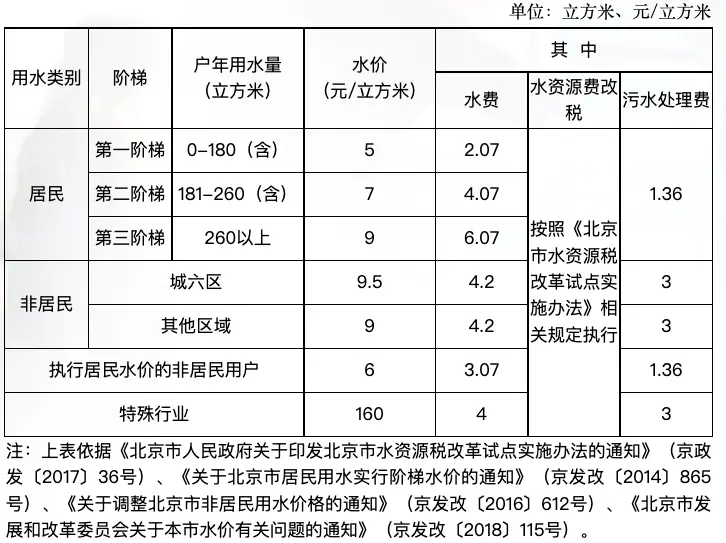 单位：立方米、元/立方米
用水类别 阶梯 户年用水量（立方米） 水价（元/立方米） 其 中
水费 水资源费改税 污水处理费
居民 第一阶梯 0-180（含） 5 2.07 按照《北京市水资源税改革试点实施办法》相关规定执行 1.36
第二阶梯 181-260（含） 7 4.07
第三阶梯 260以上 9 6.07
非居民 城六区 9.5 4.2 3
其他区域 9 4.2 3
执行居民水价的非居民用户 6 3.07 1.36
特殊行业 160 4 3
注：上表依据《北京市人民政府关于印发北京市水资源税改革试点实施办法的通知》（京政
发〔2017〕36号）、《关于北京市居民用水实行阶梯水价的通知》（京发改〔2014〕865
号）、《关于调整北京市非居民用水价格的通知》（京发改〔2016〕612号）、《北京市发
展和改革委员会关于本市水价有关问题的通知》（京发改〔2018〕115号）。